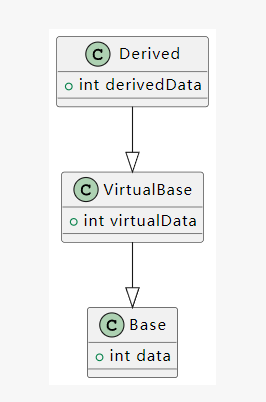 C Derived
int derivedData
C VirtualBase
int virtualData
C Base
int data